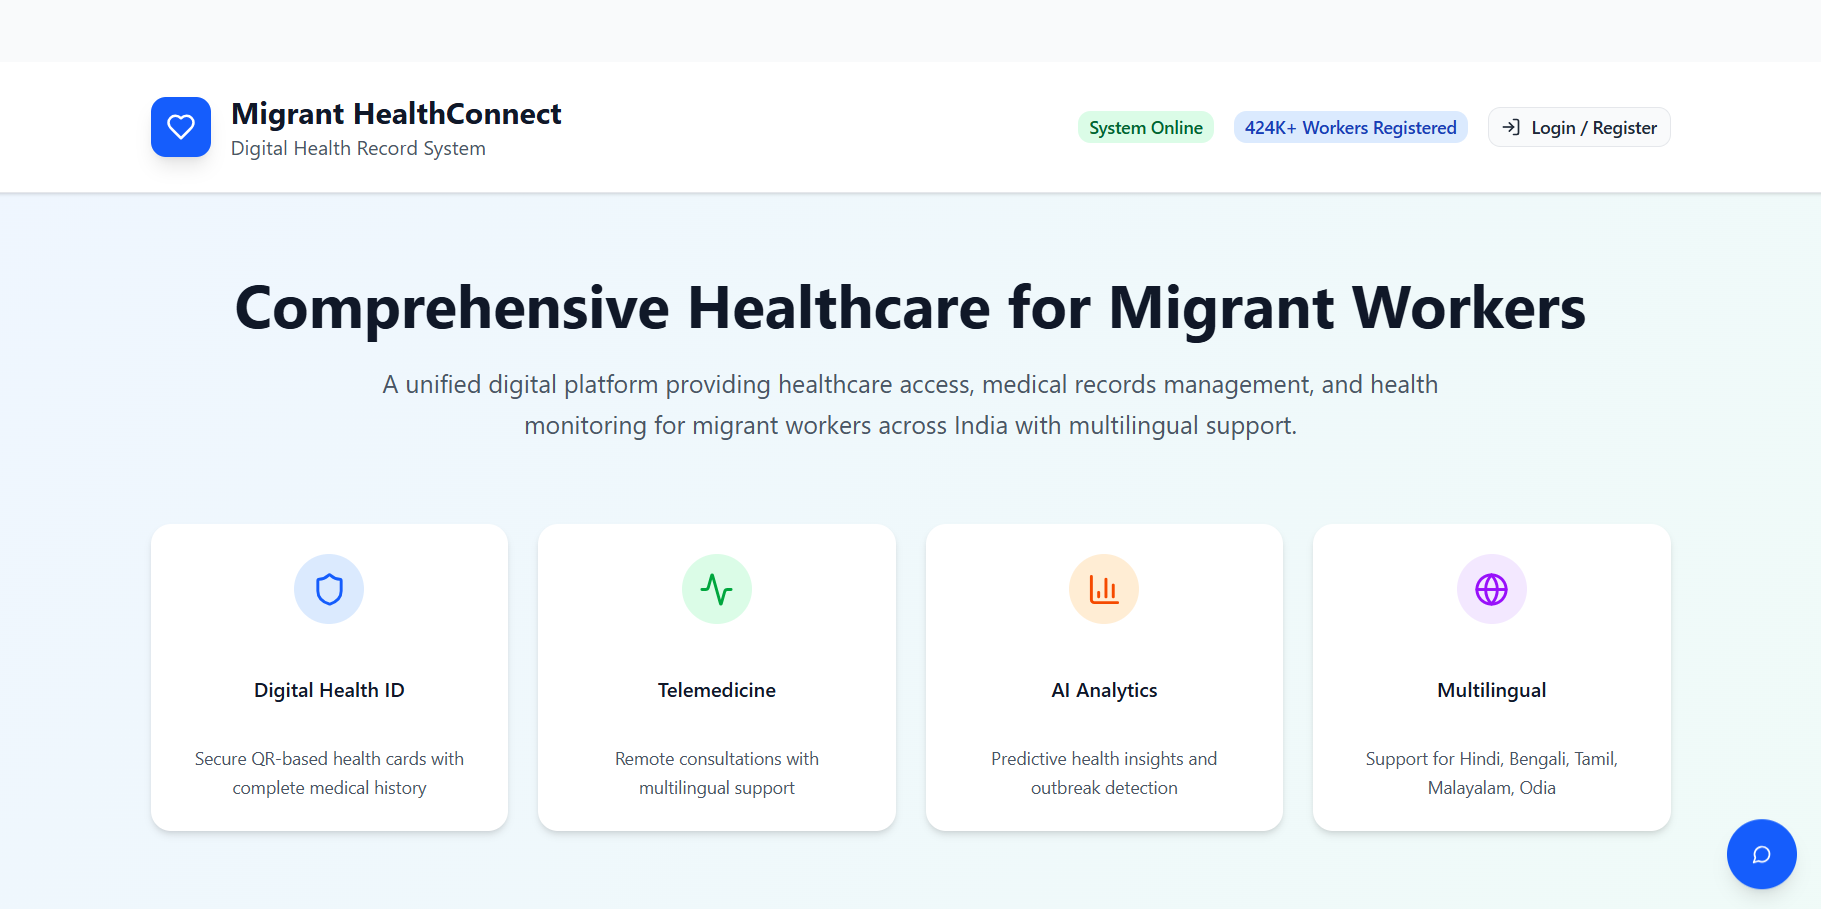 Migrant HealthConnect
Digital Health Record System
System Online
424K+ Workers Registered
Login / Register
Comprehensive Healthcare for Migrant Workers
A unified digital platform providing healthcare access, medical records management, and health
monitoring for migrant workers across India with multilingual support.
Digital Health ID
Secure QR-based health cards with
complete medical history
Telemedicine
Remote consultations with
multilingual support
AI Analytics
Predictive health insights and
outbreak detection
Multilingual
Support for Hindi, Bengali, Tamil,
Malayalam, Odia